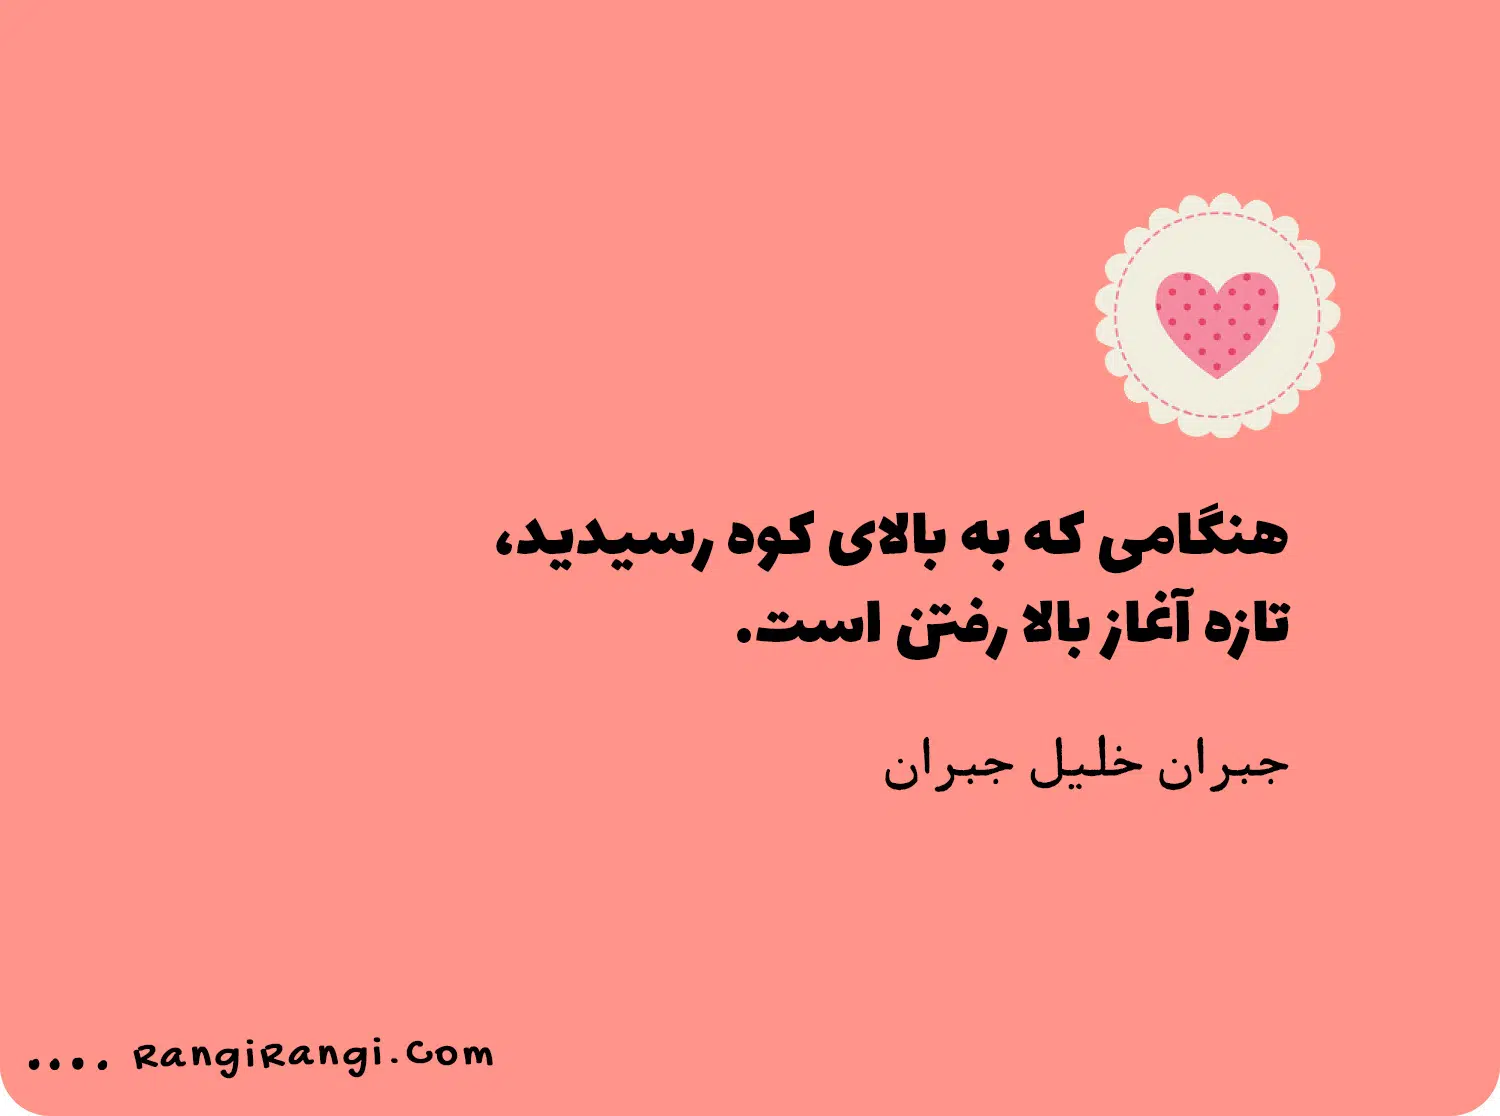 هنگامی که به بالای کوه رسیدید،
تازه آغاز بالا رفتن است.
جبران خلیل جبران
.... RangiRangi.Com